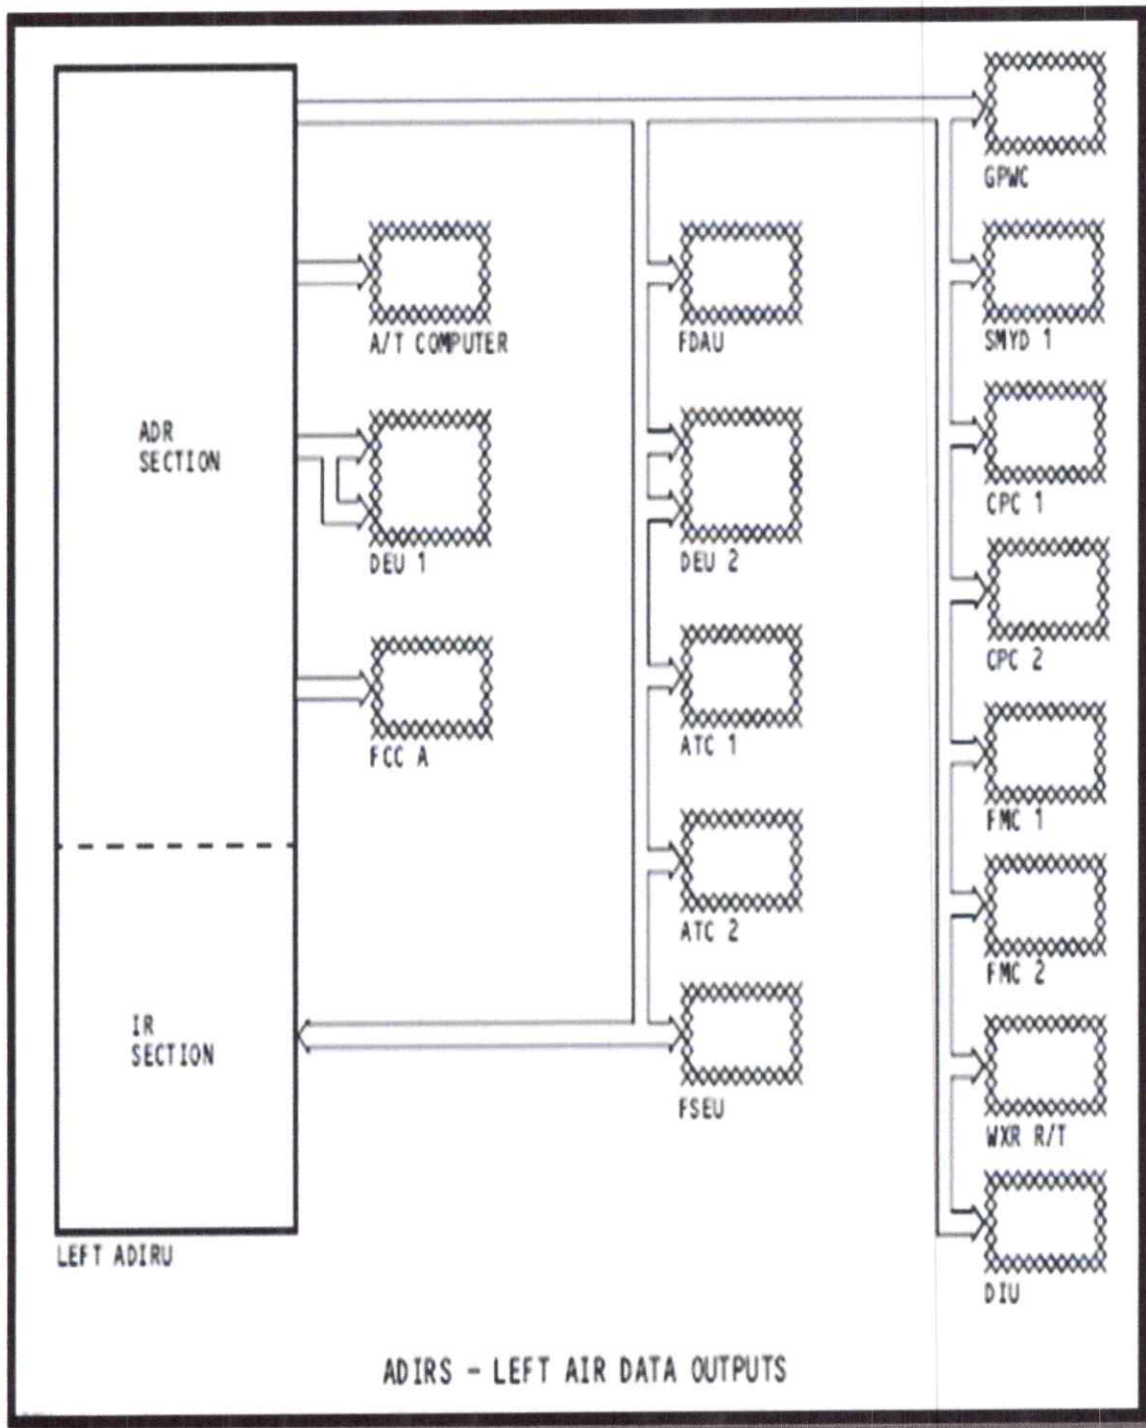 GPWC
A/T COMPUTER
FDAU
SMYD 1
ADR
SECTION
CPC 1
DEU 1
DEU 2
CPC 2
FCC A
ATC 1
FMC 1
ATC 2
FMC 2
IR
SECTION
FSEU
WXR R/T
LEFT ADIRU
DIU
ADIRS - LEFT AIR DATA OUTPUTS